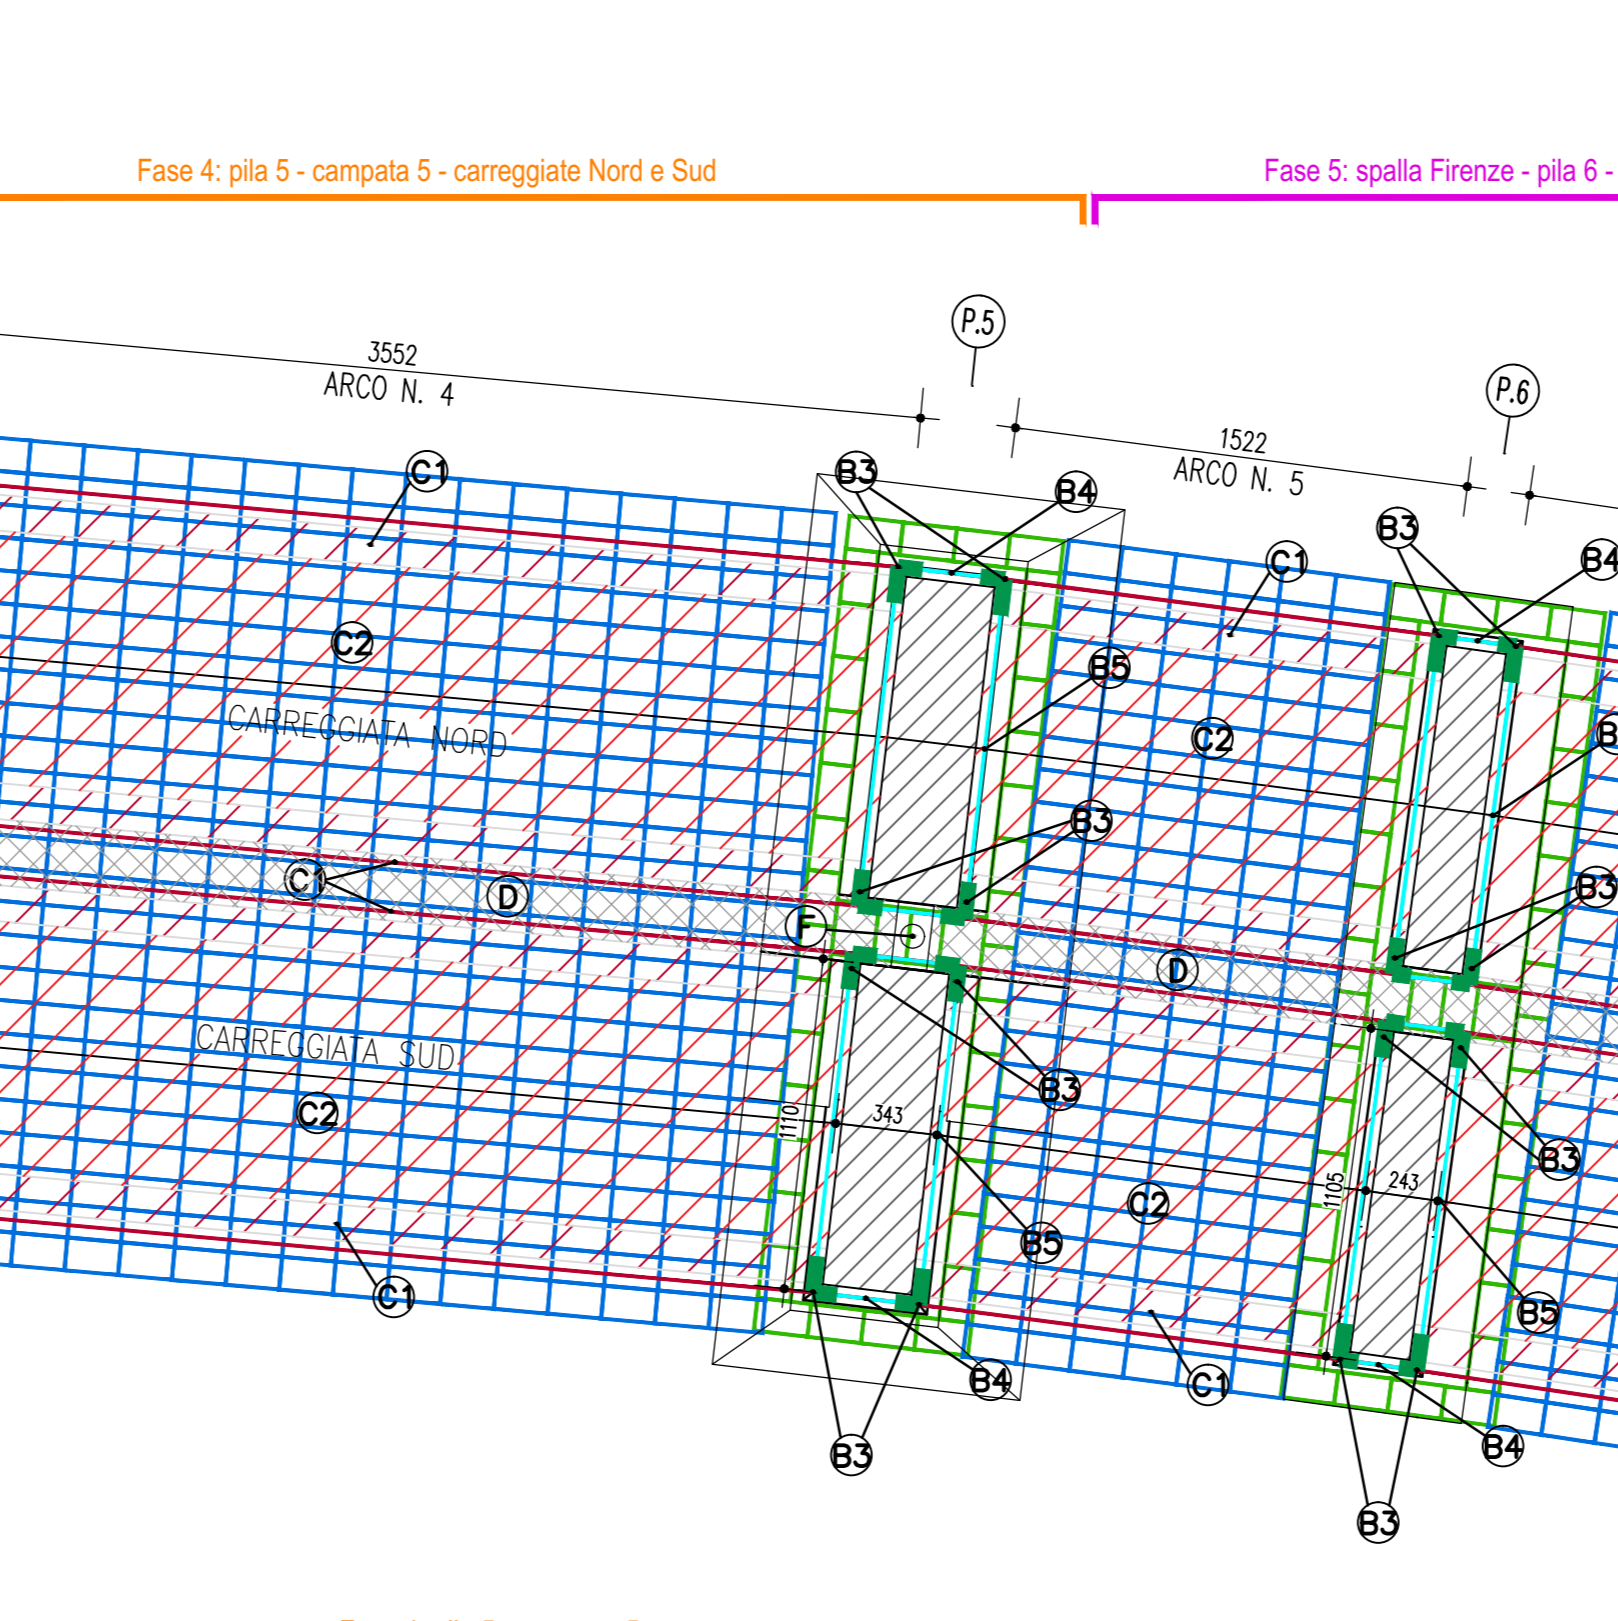 Fase 4: pila 5 - campata 5 - carreggiate Nord e Sud
Fase 5: spalla Firenze - pila 6 -
P.5
P.6
3552
ARCO N. 4
1522
ARCO N. 5
C1
B3
B4
B3
B4
C1
C2
B5
C2
CARREGGIATA NORD
B3
C1
D
B3
F
D
CARREGGIATA SUD
C2
1110
343
B3
B3
1105
243
C2
B5
C1
B5
B4
C1
B3
B4
B3